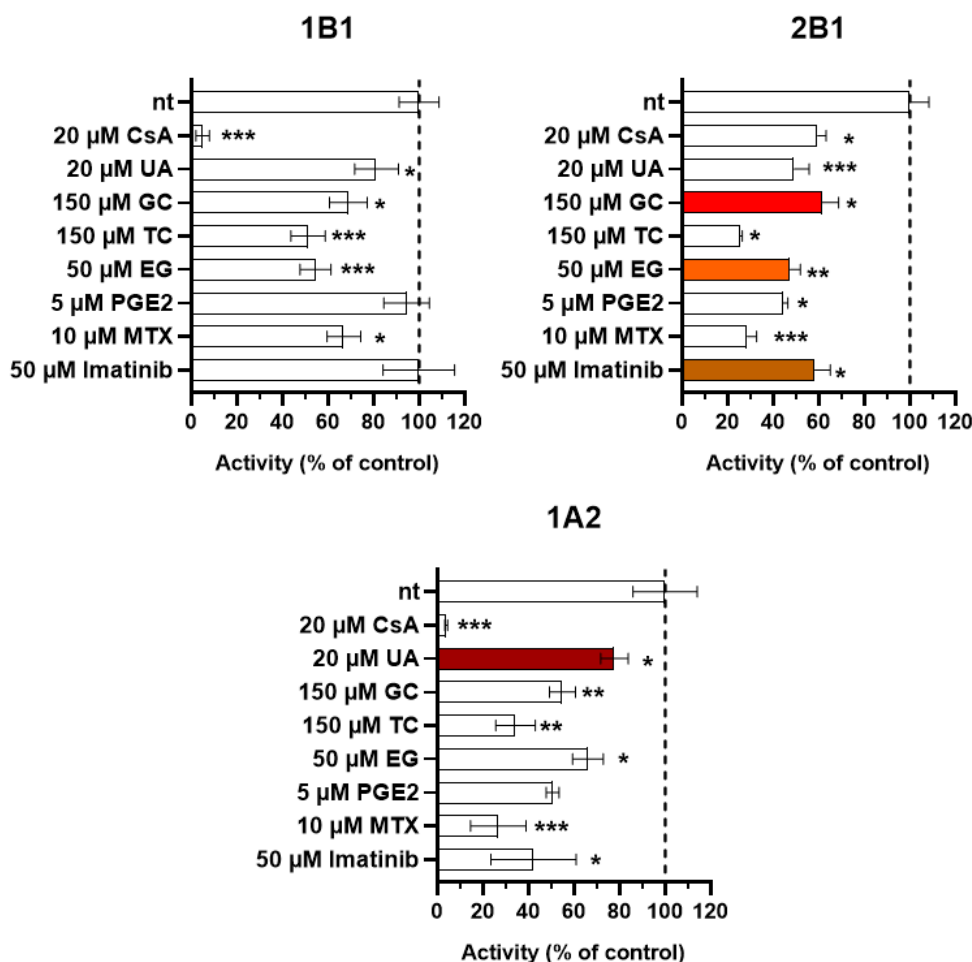 1B1
nt
20 µM CsA ***
20 µM UA *
150 µM GC *
150 µM TC ***
50 µM EG ***
5 µM PGE2
10 µM MTX *
50 µM Imatinib
0 20 40 60 80 100 120
Activity (% of control)
2B1
nt
20 µM CsA *
20 µM UA ***
150 µM GC *
150 µM TC *
50 µM EG **
5 µM PGE2 *
10 µM MTX ***
50 µM Imatinib *
0 20 40 60 80 100 120
Activity (% of control)
1A2
nt
20 µM CsA ***
20 µM UA *
150 µM GC **
150 µM TC **
50 µM EG *
5 µM PGE2
10 µM MTX ***
50 µM Imatinib *
0 20 40 60 80 100 120
Activity (% of control)